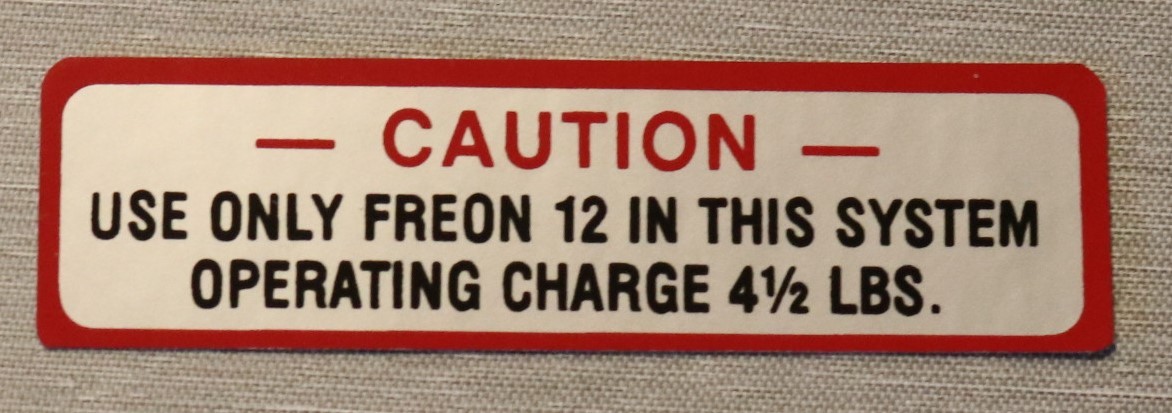 — CAUTION —
USE ONLY FREON 12 IN THIS SYSTEM
OPERATING CHARGE 4½ LBS.